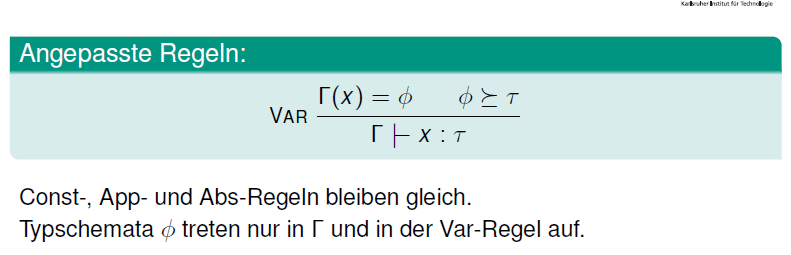 Karlsruher Institut für Technologie
Angepasste Regeln:
Γ(x) = ϕ    ϕ ⪰ τ
VAR
Γ ⊢ x : τ
Const-, App- und Abs-Regeln bleiben gleich.
Typschemata ϕ treten nur in Γ und in der Var-Regel auf.